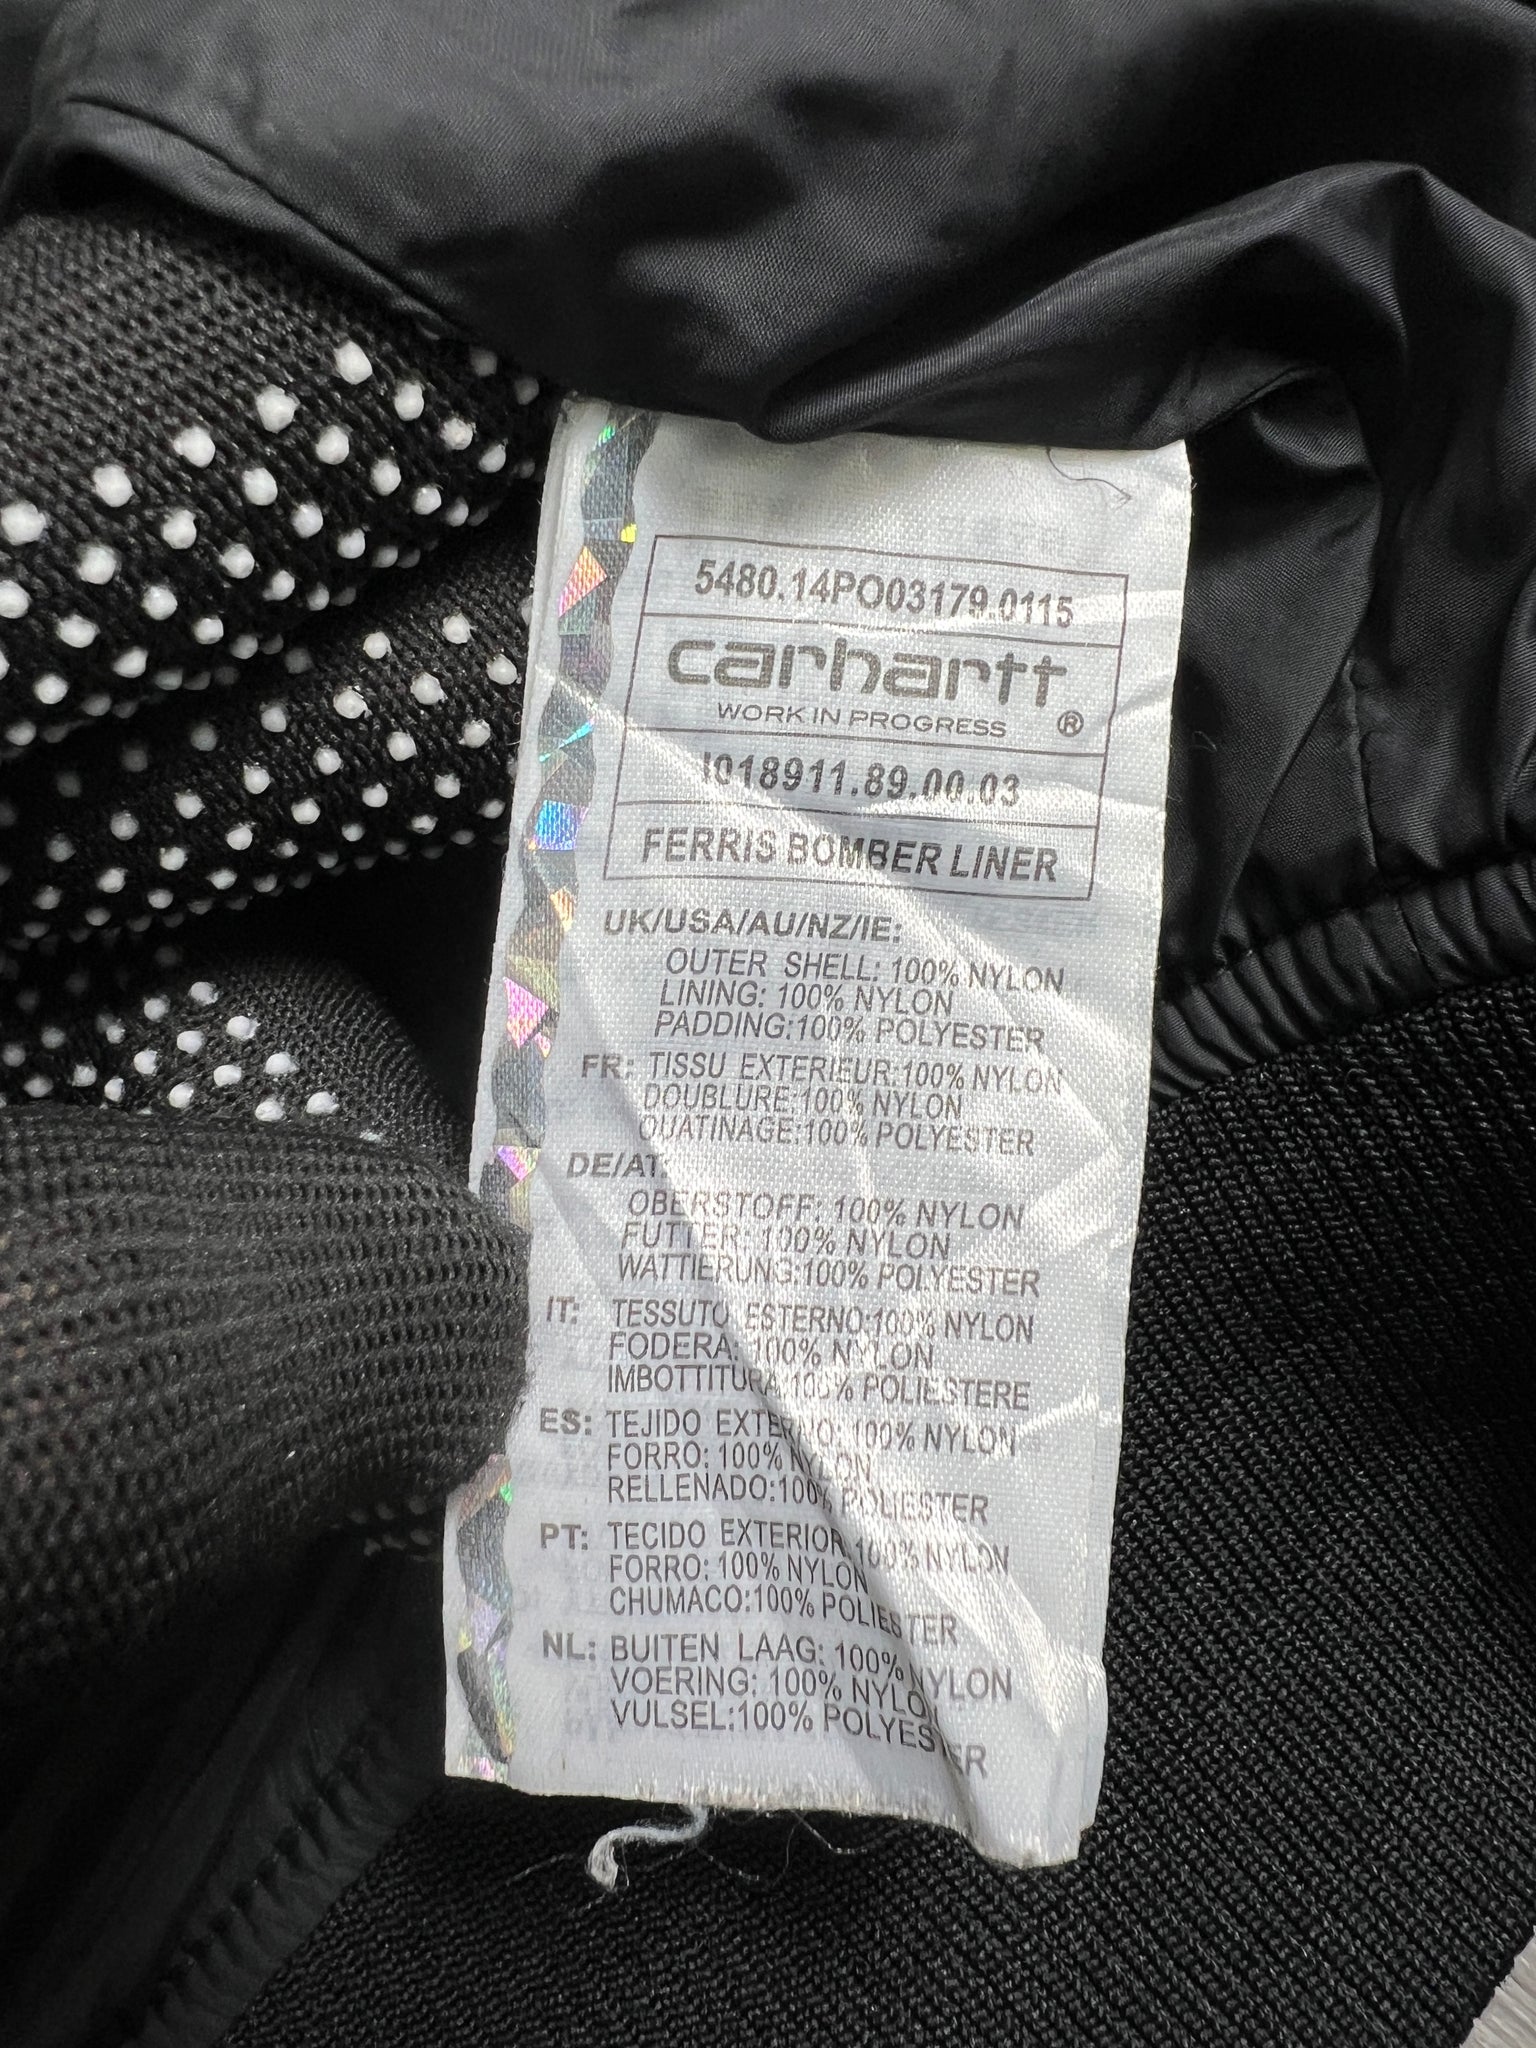 5480.14PO03179.0115
carhartt
WORK IN PROGRESS ®
I018911.89.00.03
FERRIS BOMBER LINER
UK/USA/AU/NZ/IE:
OUTER SHELL: 100% NYLON
LINING: 100% NYLON
PADDING:100% POLYESTER
FR: TISSU EXTERIEUR:100% NYLON
DOUBLURE:100% NYLON
OUATINAGE:100% POLYESTER
DE/AT:
OBERSTOFF: 100% NYLON
FUTTER: 100% NYLON
WATTIERUNG:100% POLYESTER
IT: TESSUTO ESTERNO:100% NYLON
FODERA: 100% NYLON
IMBOTTITURA:100% POLIESTERE
ES: TEJIDO EXTERNO: 100% NYLON
FORRO: 100% NYLON
RELLENADO:100% POLIESTER
PT: TECIDO EXTERIOR:100% NYLON
FORRO: 100% NYLON
CHUMACO:100% POLIESTER
NL: BUITEN LAAG: 100% NYLON
VOERING: 100% NYLON
VULSEL:100% POLYESTER